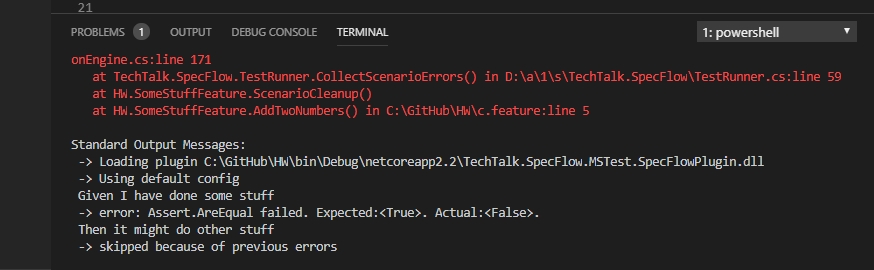 21
PROBLEMS 1 OUTPUT DEBUG CONSOLE TERMINAL 1: powershell
onEngine.cs:line 171
at TechTalk.SpecFlow.TestRunner.CollectScenarioErrors() in D:\a\1\s\TechTalk.SpecFlow\TestRunner.cs:line 59
at HW.SomeStuffFeature.ScenarioCleanup()
at HW.SomeStuffFeature.AddTwoNumbers() in C:\GitHub\HW\c.feature:line 5
Standard Output Messages:
-> Loading plugin C:\GitHub\HW\bin\Debug\netcoreapp2.2\TechTalk.SpecFlow.MSTest.SpecFlowPlugin.dll
-> Using default config
Given I have done some stuff
-> error: Assert.AreEqual failed. Expected:<True>. Actual:<False>.
Then it might do other stuff
-> skipped because of previous errors